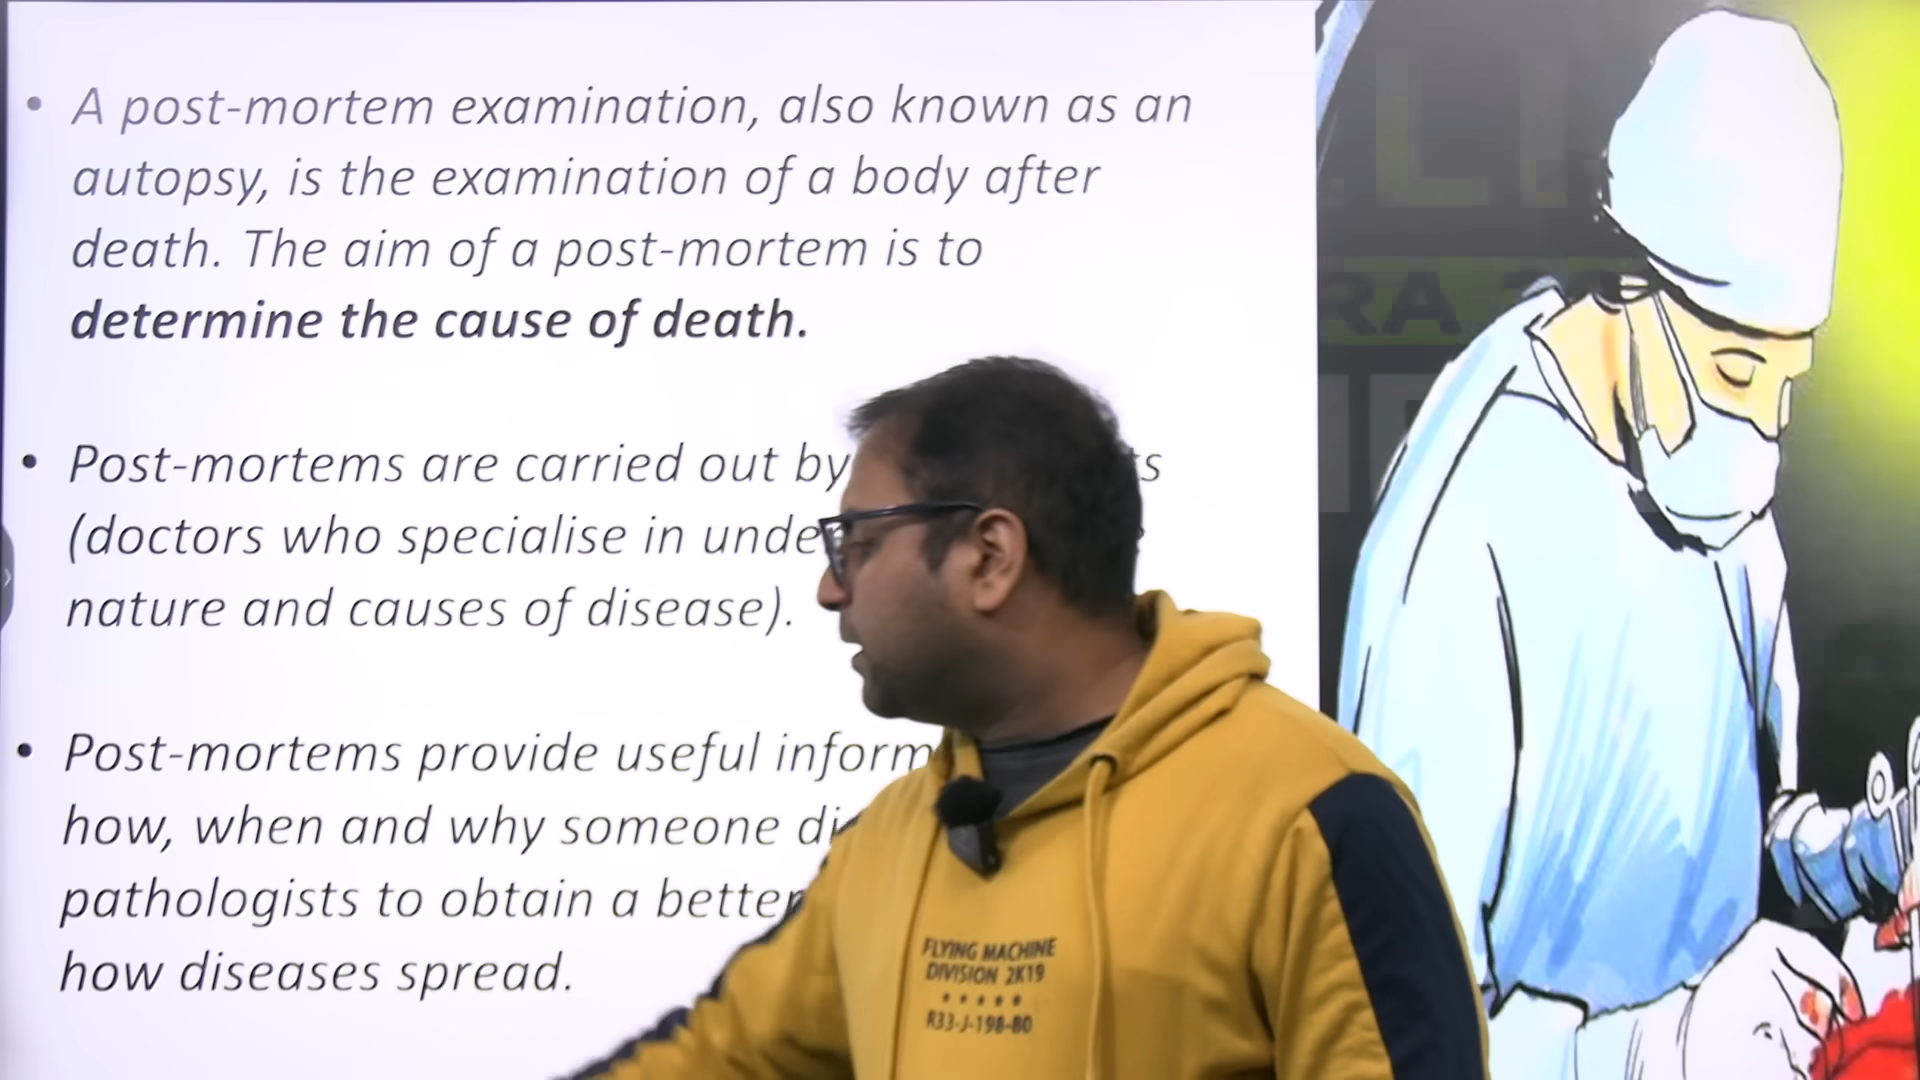 • A post-mortem examination, also known as an
autopsy, is the examination of a body after
death. The aim of a post-mortem is to
determine the cause of death.
• Post-mortems are carried out by
(doctors who specialise in
nature and causes of disease).
• Post-mortems provide useful
how, when and why someone
pathologists to obtain a better
how diseases spread.
FLYING MACHINE
DIVISION 2K19
R33-J-198-80